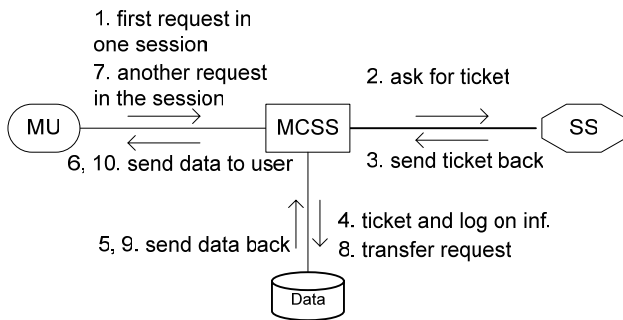 1. first request in
one session
7. another request
in the session
2. ask for ticket
MU
MCSS
SS
6, 10. send data to user
3. send ticket back
4. ticket and log on inf.
5, 9. send data back
8. transfer request
Data